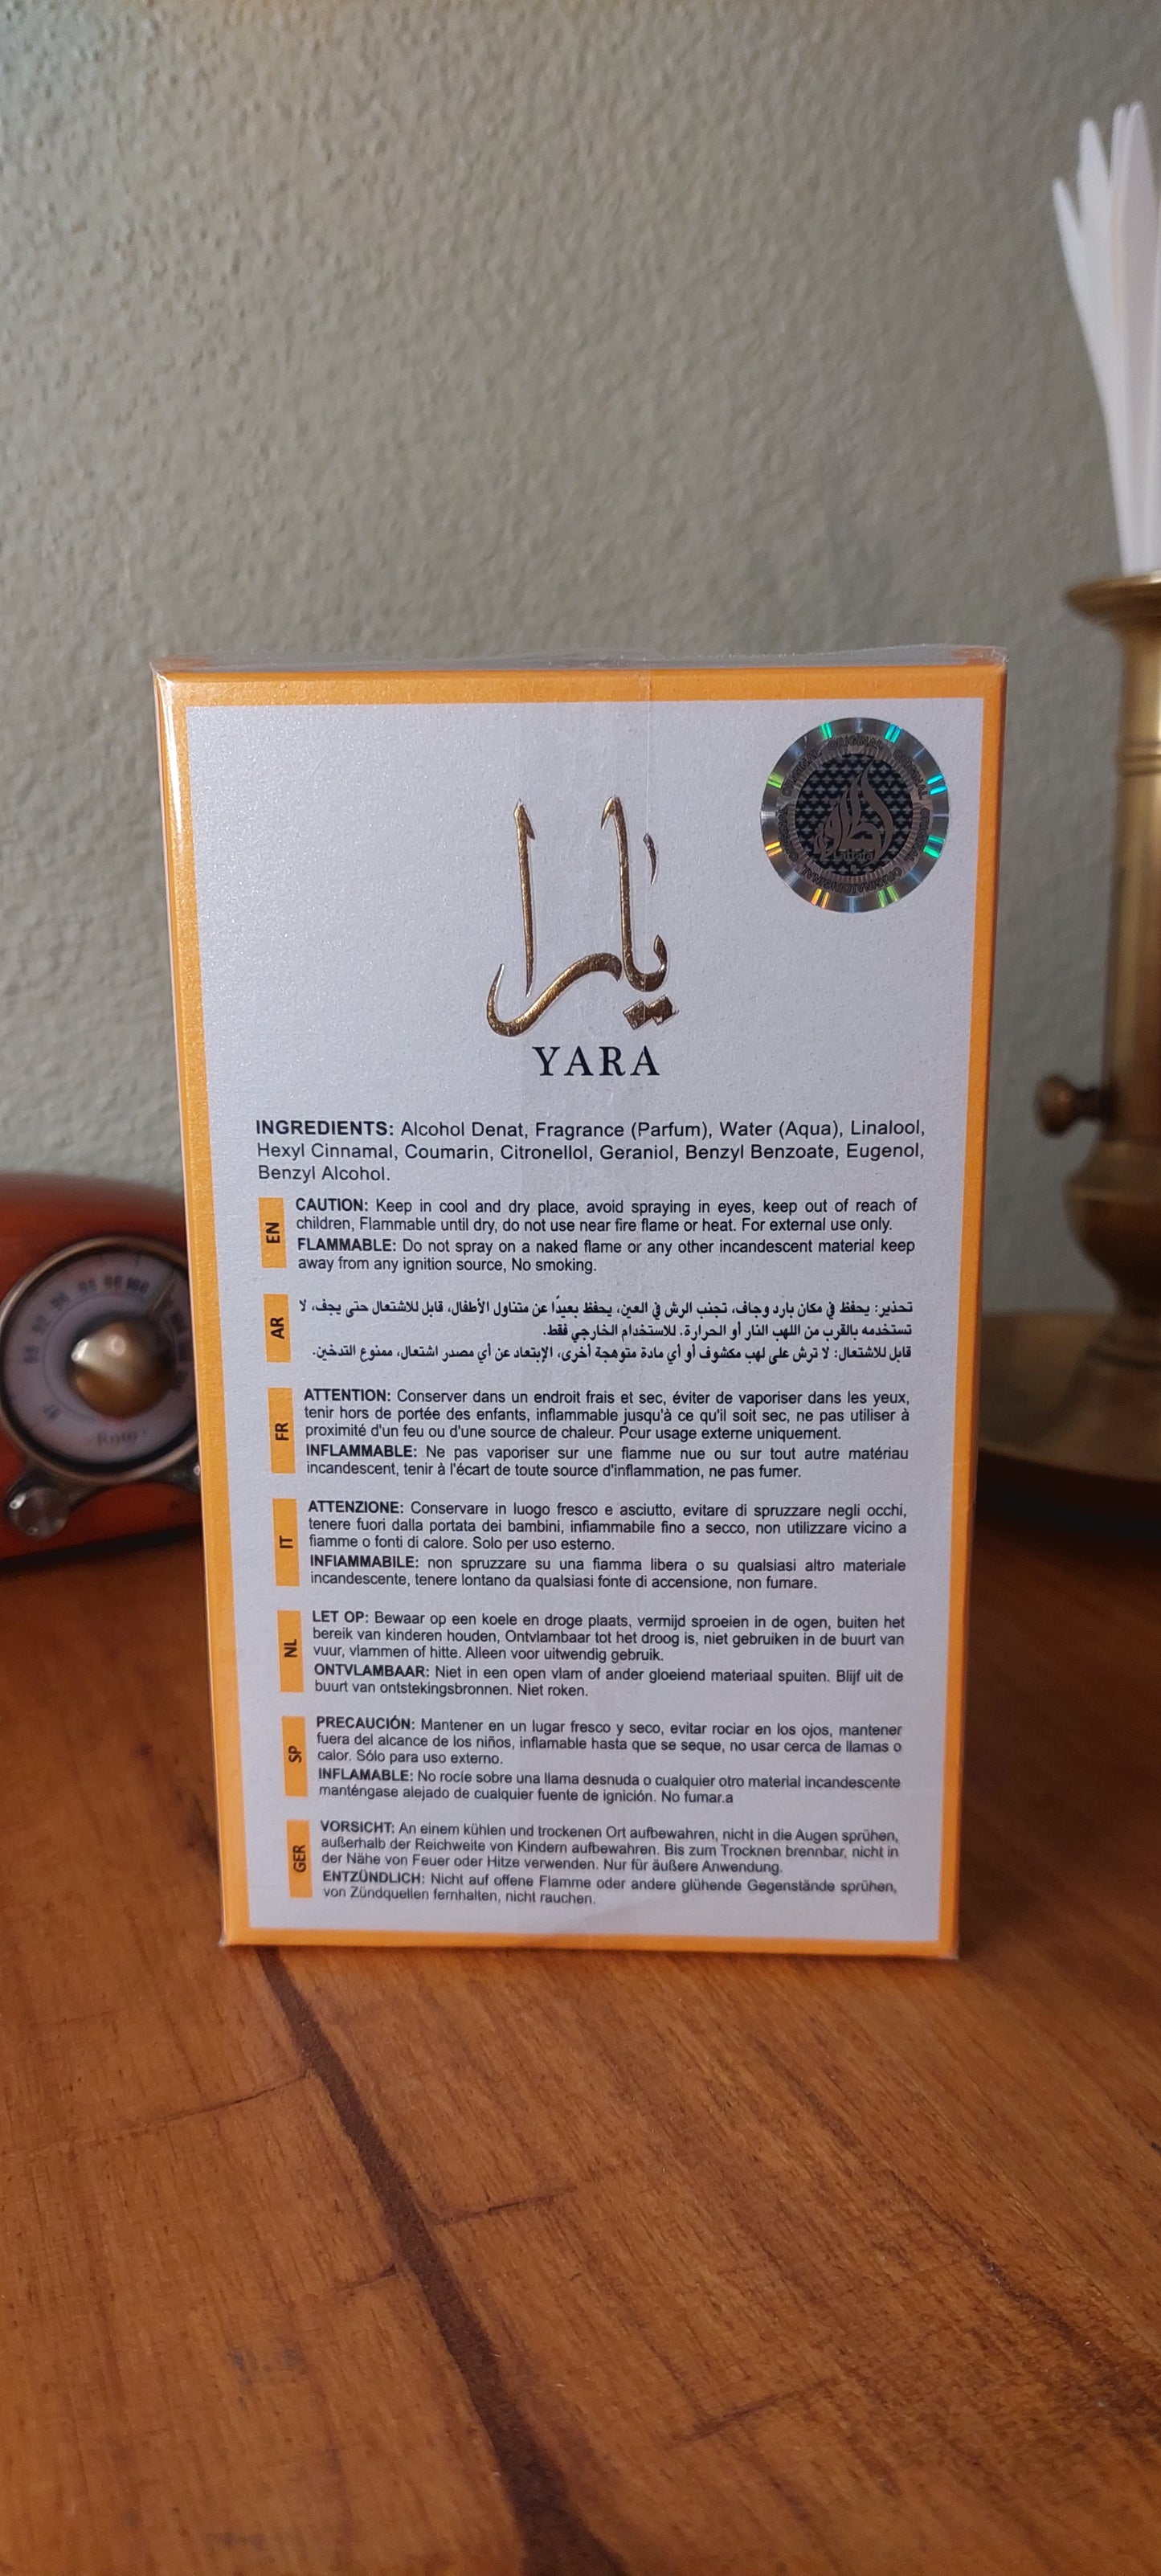 يارا
YARA
Lattafa
INGREDIENTS: Alcohol Denat, Fragrance (Parfum), Water (Aqua), Linalool,
Hexyl Cinnamal, Coumarin, Citronellol, Geraniol, Benzyl Benzoate, Eugenol,
Benzyl Alcohol.
EN
CAUTION: Keep in cool and dry place, avoid spraying in eyes, keep out of reach of
children, Flammable until dry, do not use near fire flame or heat. For external use only.
FLAMMABLE: Do not spray on a naked flame or any other incandescent material keep
away from any ignition source, No smoking.
AR
تحذير: يحفظ في مكان بارد وجاف، تجنب الرش في العين، يحفظ بعيدًا عن متناول الأطفال، قابل للاشتعال حتى يجف، لا
تستخدمه بالقرب من اللهب النار أو الحرارة. للاستخدام الخارجي فقط.
قابل للاشتعال: لا ترش على لهب مكشوف أو أي مادة متوهجة أخرى، الإبتعاد عن أي مصدر اشتعال، ممنوع التدخين.
FR
ATTENTION: Conserver dans un endroit frais et sec, éviter de vaporiser dans les yeux,
tenir hors de portée des enfants, inflammable jusqu'à ce qu'il soit sec, ne pas utiliser à
proximité d'un feu ou d'une source de chaleur. Pour usage externe uniquement.
INFLAMMABLE: Ne pas vaporiser sur une flamme nue ou sur tout autre matériau
incandescent, tenir à l'écart de toute source d'inflammation, ne pas fumer.
IT
ATTENZIONE: Conservare in luogo fresco e asciutto, evitare di spruzzare negli occhi,
tenere fuori dalla portata dei bambini, infiammabile fino a secco, non utilizzare vicino a
fiamme o fonti di calore. Solo per uso esterno.
INFIAMMABILE: non spruzzare su una fiamma libera o su qualsiasi altro materiale
incandescente, tenere lontano da qualsiasi fonte di accensione, non fumare.
NL
LET OP: Bewaar op een koele en droge plaats, vermijd sproeien in de ogen, buiten het
bereik van kinderen houden, Ontvlambaar tot het droog is, niet gebruiken in de buurt van
vuur, vlammen of hitte. Alleen voor uitwendig gebruik.
ONTVLAMBAAR: Niet in een open vlam of ander gloeiend materiaal spuiten. Blijf uit de
buurt van ontstekingsbronnen. Niet roken.
SP
PRECAUCIÓN: Mantener en un lugar fresco y seco, evitar rociar en los ojos, mantener
fuera del alcance de los niños, inflamable hasta que se seque, no usar cerca de llamas o
calor. Sólo para uso externo.
INFLAMABLE: No rocíe sobre una llama desnuda o cualquier otro material incandescente
manténgase alejado de cualquier fuente de ignición. No fumar.a
GER
VORSICHT: An einem kühlen und trockenen Ort aufbewahren, nicht in die Augen sprühen,
außerhalb der Reichweite von Kindern aufbewahren. Bis zum Trocknen brennbar, nicht in
der Nähe von Feuer oder Hitze verwenden. Nur für äußere Anwendung.
ENTZÜNDLICH: Nicht auf offene Flamme oder andere glühende Gegenstände sprühen,
von Zündquellen fernhalten, nicht rauchen.